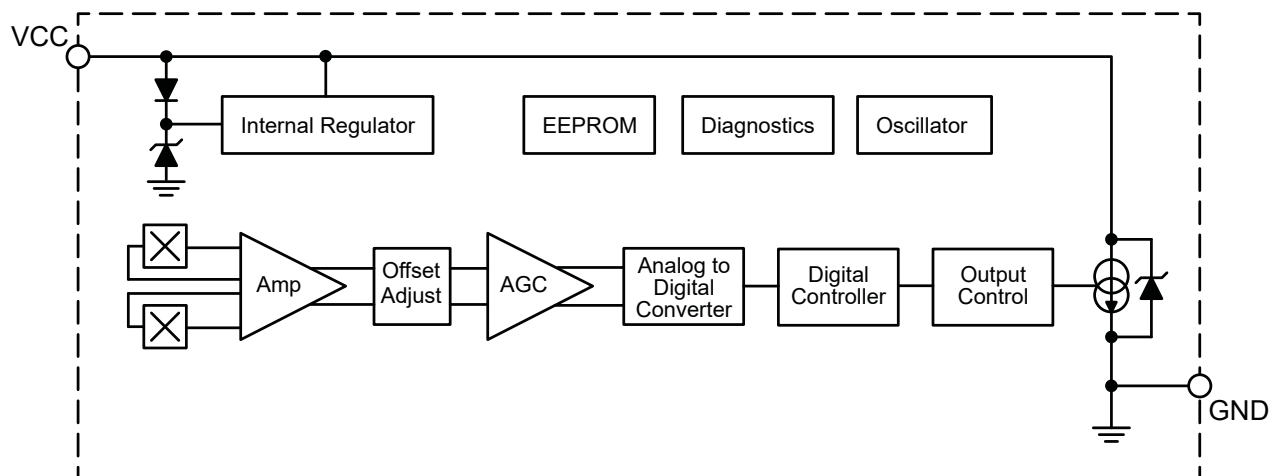 VCC
Internal Regulator
EEPROM
Diagnostics
Oscillator
Amp
Offset
Adjust
AGC
Analog to
Digital
Converter
Digital
Controller
Output
Control
GND